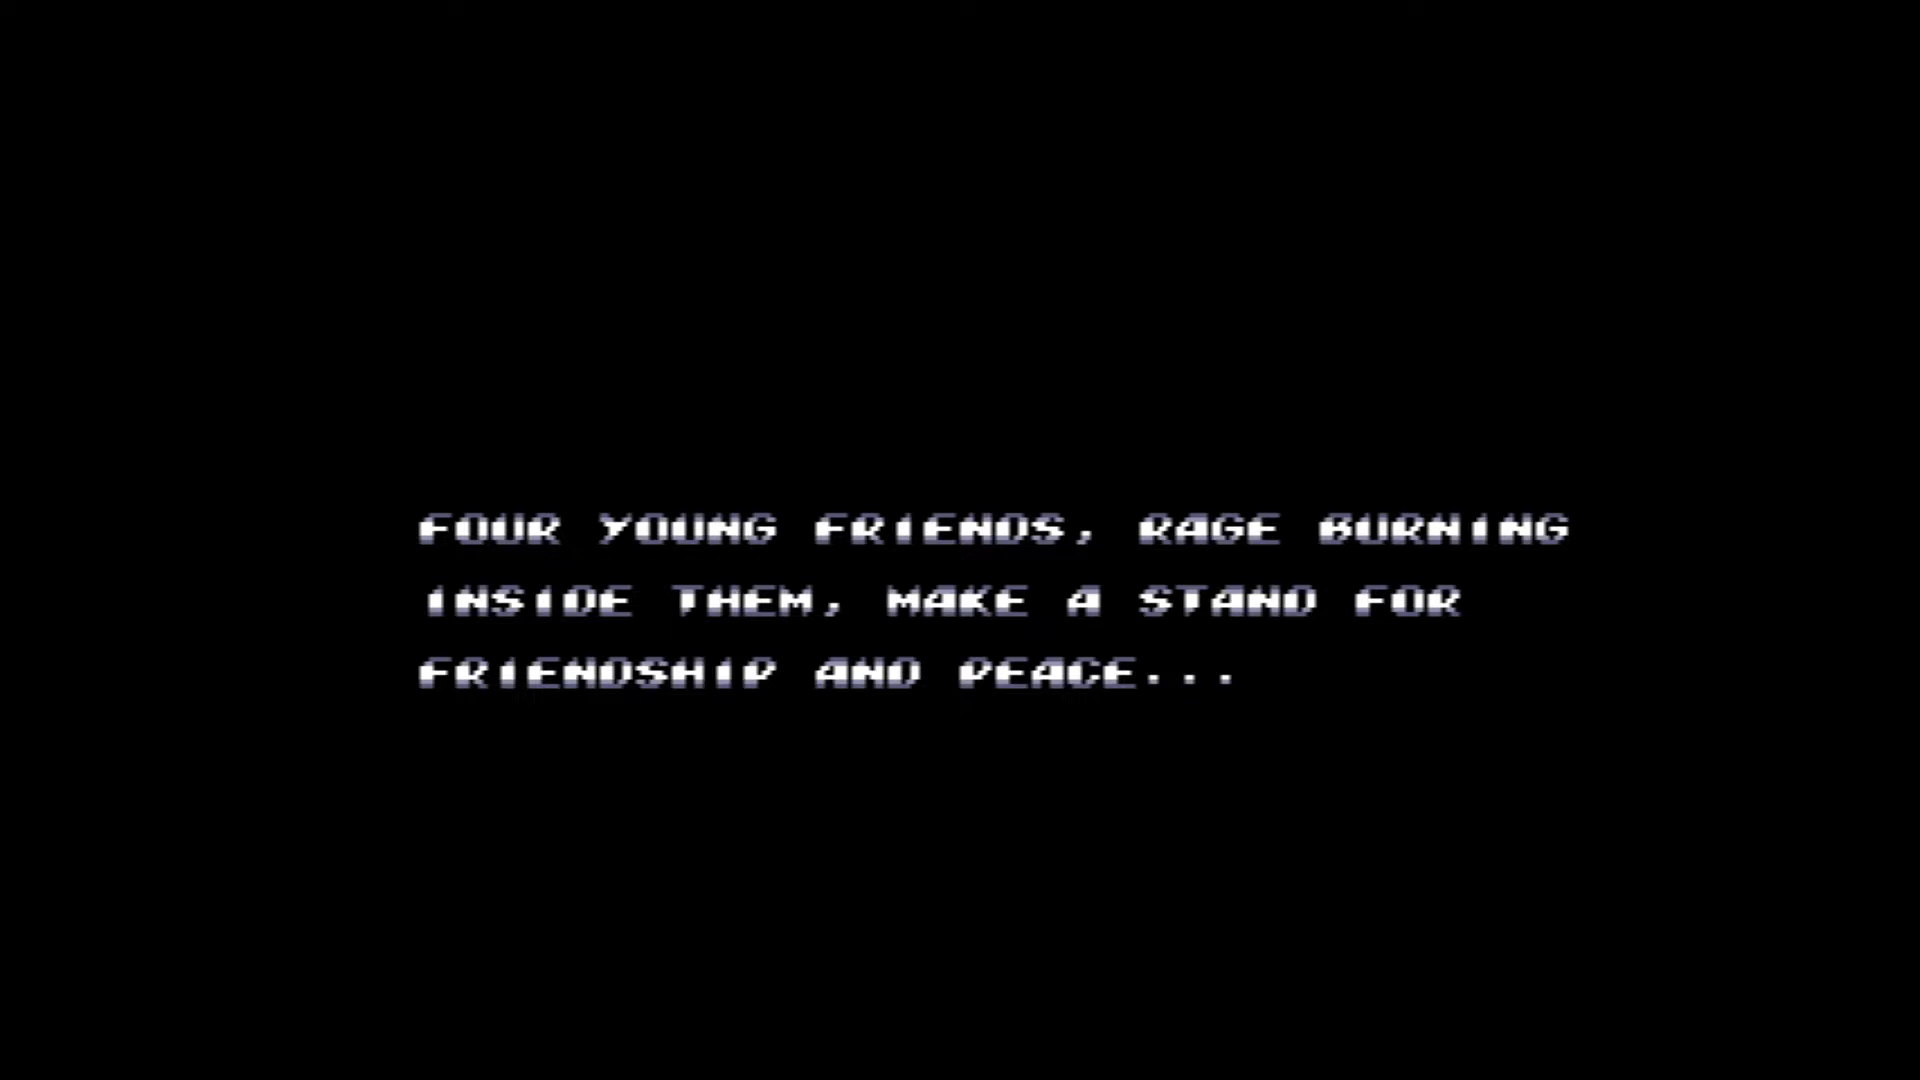 FOUR YOUNG FRIENDS, RAGE BURNING
INSIDE THEM, MAKE A STAND FOR
FRIENDSHIP AND PEACE...